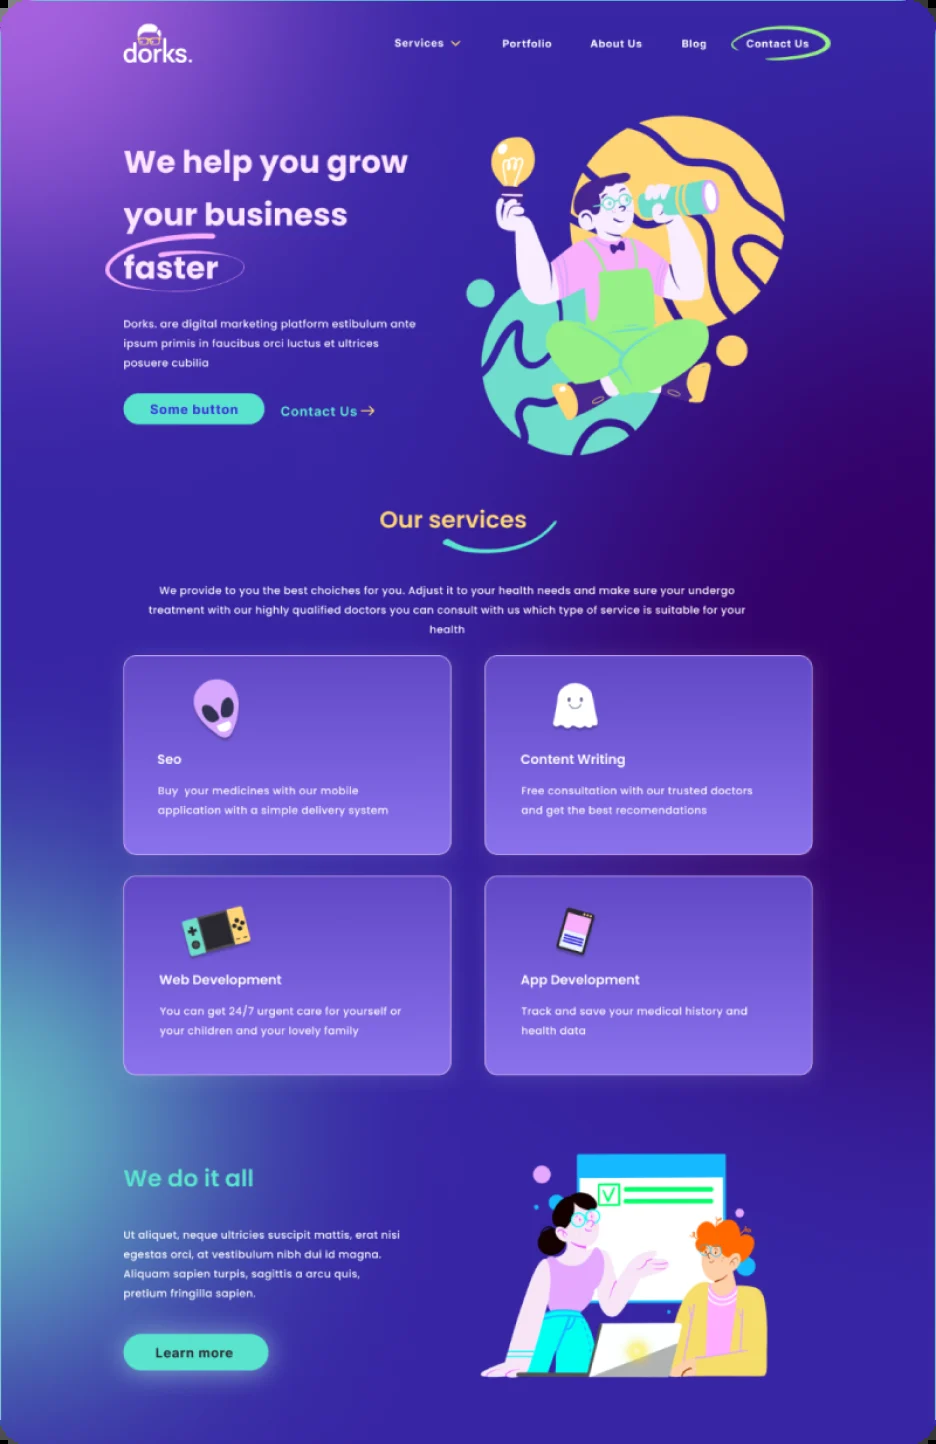 dorks.
Services
Portfolio
About Us
Blog
Contact Us
We help you grow
your business
faster
Dorks. are digital marketing platform estibulum ante
ipsum primis in faucibus orci luctus et ultrices
posuere cubilia
Some button
Contact Us
Our services
We provide to you the best choiches for you. Adjust it to your health needs and make sure your undergo
treatment with our highly qualified doctors you can consult with us which type of service is suitable for your
health
Seo
Buy your medicines with our mobile
application with a simple delivery system
Content Writing
Free consultation with our trusted doctors
and get the best recomendations
Web Development
You can get 24/7 urgent care for yourself or
your children and your lovely family
App Development
Track and save your medical history and
health data
We do it all
Ut aliquet, neque ultricies suscipit mattis, erat nisi
egestas orci, at vestibulum nibh dui id magna.
Aliquam sapien turpis, sagittis a arcu quis,
pretium fringilla sapien.
Learn more